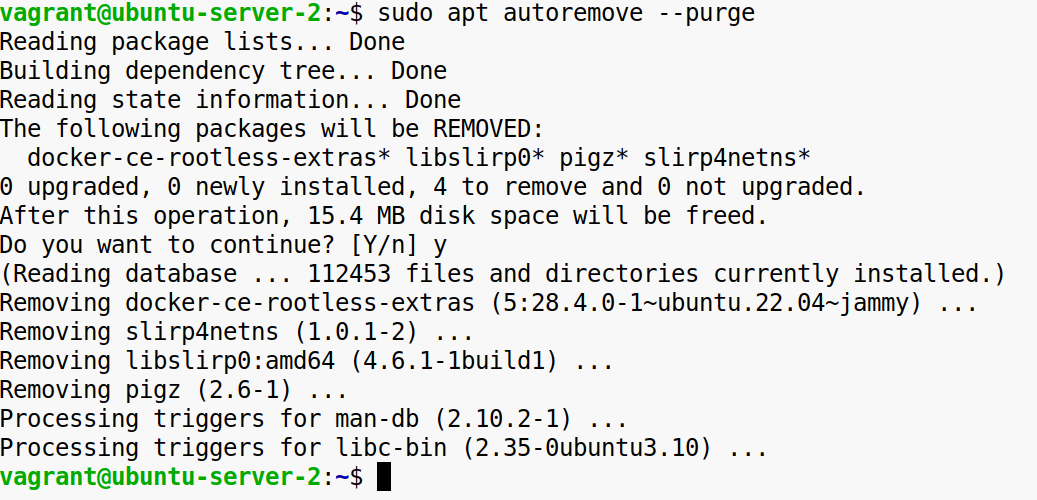 vagrant@ubuntu-server-2:~$ sudo apt autoremove --purge
Reading package lists... Done
Building dependency tree... Done
Reading state information... Done
The following packages will be REMOVED:
  docker-ce-rootless-extras* libslirp0* pigz* slirp4netns*
0 upgraded, 0 newly installed, 4 to remove and 0 not upgraded.
After this operation, 15.4 MB disk space will be freed.
Do you want to continue? [Y/n] y
(Reading database ... 112453 files and directories currently installed.)
Removing docker-ce-rootless-extras (5:28.4.0-1~ubuntu.22.04~jammy) ...
Removing slirp4netns (1.0.1-2) ...
Removing libslirp0:amd64 (4.6.1-1build1) ...
Removing pigz (2.6-1) ...
Processing triggers for man-db (2.10.2-1) ...
Processing triggers for libc-bin (2.35-0ubuntu3.10) ...
vagrant@ubuntu-server-2:~$